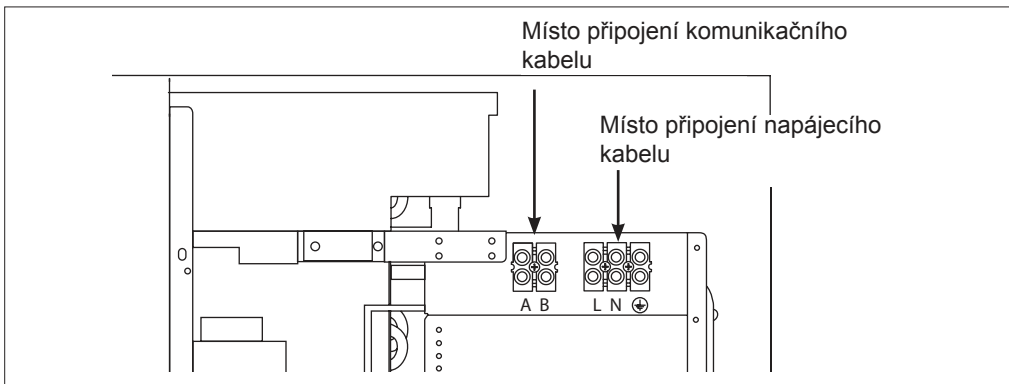 Místo připojení komunikačního
kabelu
Místo připojení napájecího
kabelu
A B
L N